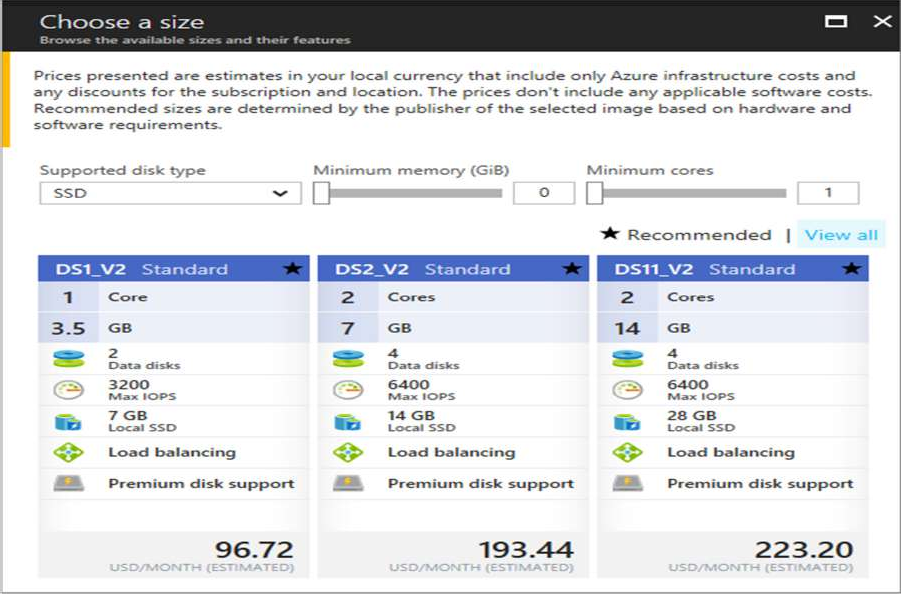 Choose a size
Browse the available sizes and their features
Prices presented are estimates in your local currency that include only Azure infrastructure costs and
any discounts for the subscription and location. The prices don't include any applicable software costs.
Recommended sizes are determined by the publisher of the selected image based on hardware and
software requirements.
Supported disk type
SSD
Minimum memory (GiB)
0
Minimum cores
1
★ Recommended | View all
DS1_V2 Standard ★
1 Core
3.5 GB
2
Data disks
3200
Max IOPS
7 GB
Local SSD
Load balancing
Premium disk support
96.72
USD/MONTH (ESTIMATED)
DS2_V2 Standard ★
2 Cores
7 GB
4
Data disks
6400
Max IOPS
14 GB
Local SSD
Load balancing
Premium disk support
193.44
USD/MONTH (ESTIMATED)
DS11_V2 Standard ★
2 Cores
14 GB
4
Data disks
6400
Max IOPS
28 GB
Local SSD
Load balancing
Premium disk support
223.20
USD/MONTH (ESTIMATED)